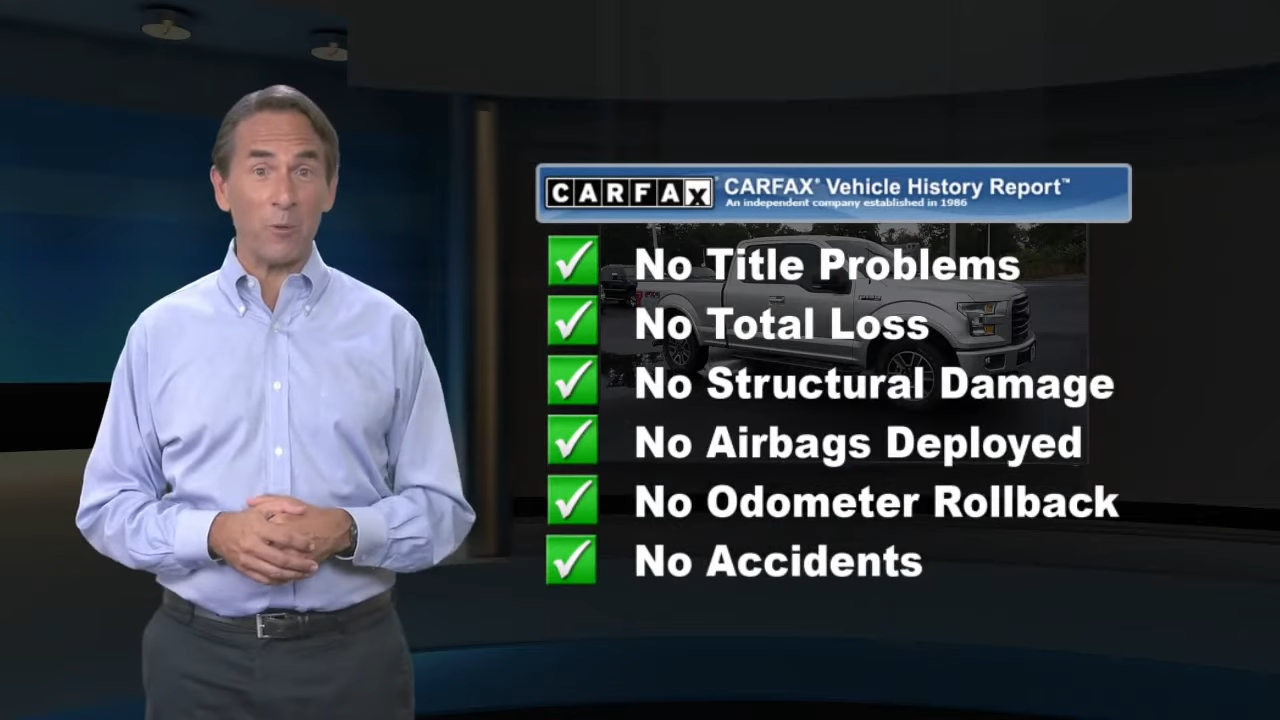 CARFAX CARFAX® Vehicle History Report™
An independent company established in 1986
No Title Problems
No Total Loss
No Structural Damage
No Airbags Deployed
No Odometer Rollback
No Accidents